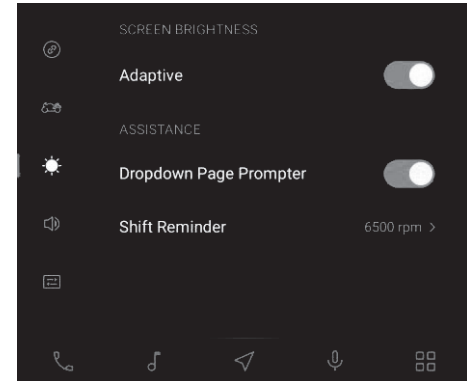 SCREEN BRIGHTNESS
Adaptive
ASSISTANCE
Dropdown Page Prompter
Shift Reminder 6500 rpm >